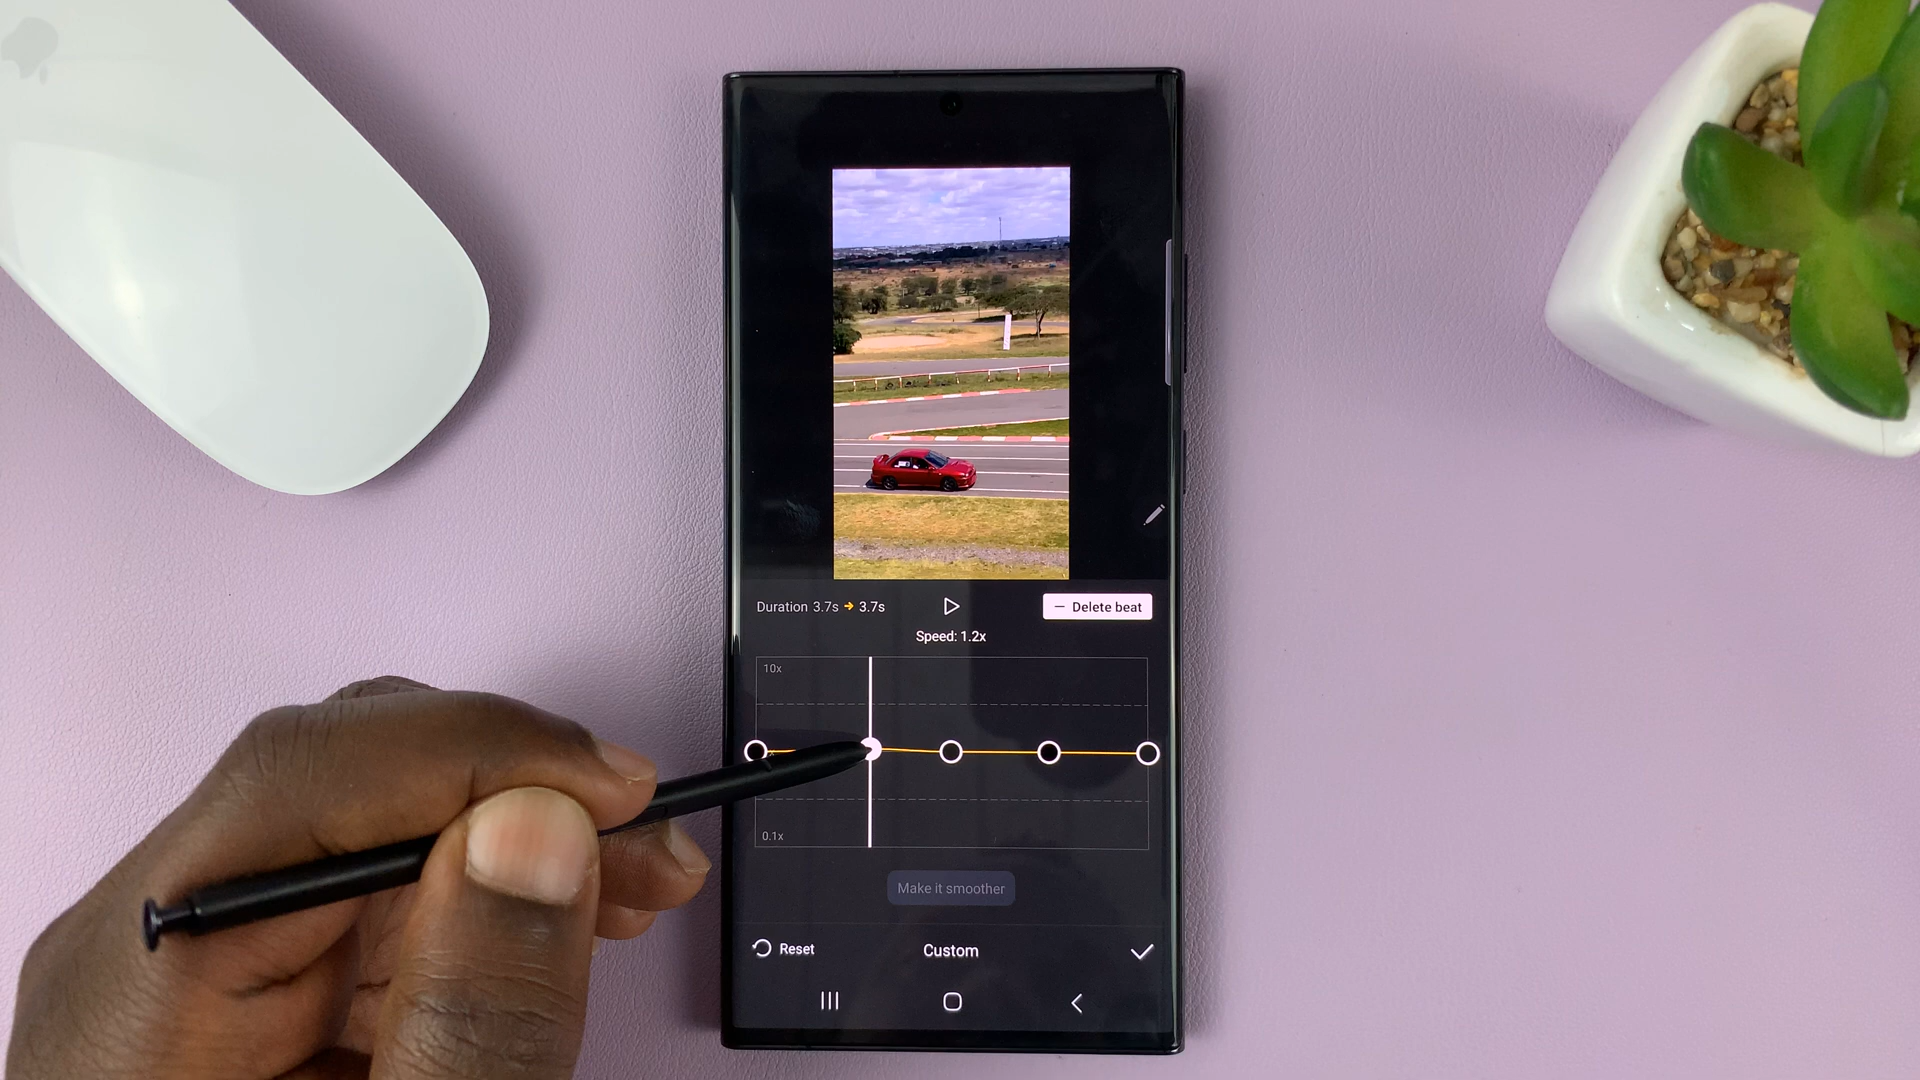 Duration 3.7s → 3.7s
— Delete beat
Speed: 1.2x
10x
0.1x
Make it smoother
Reset
Custom